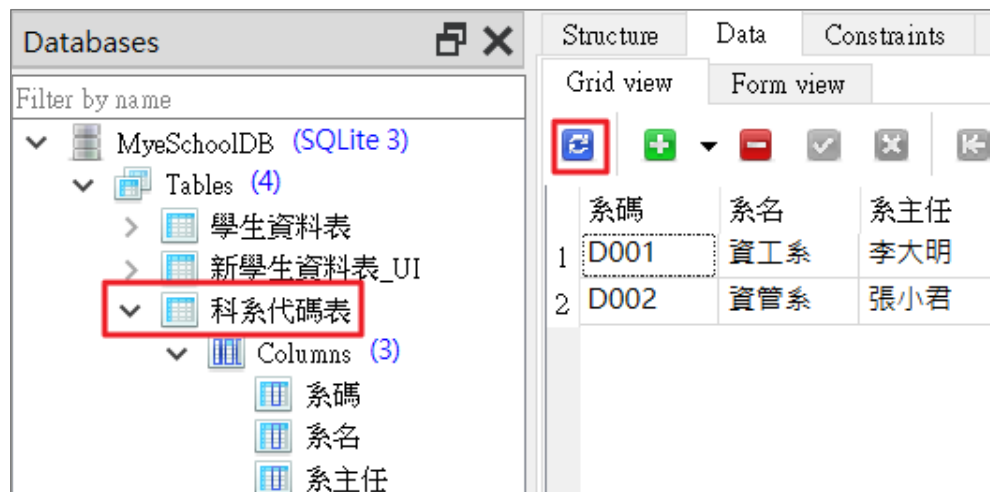 Databases
Filter by name
MyeSchoolDB (SQLite 3)
Tables (4)
學生資料表
新學生資料表_UI
科系代碼表
Columns (3)
系碼
系名
系主任
Structure Data Constraints
Grid view Form view
系碼 系名 系主任
1 D001 資工系 李大明
2 D002 資管系 張小君